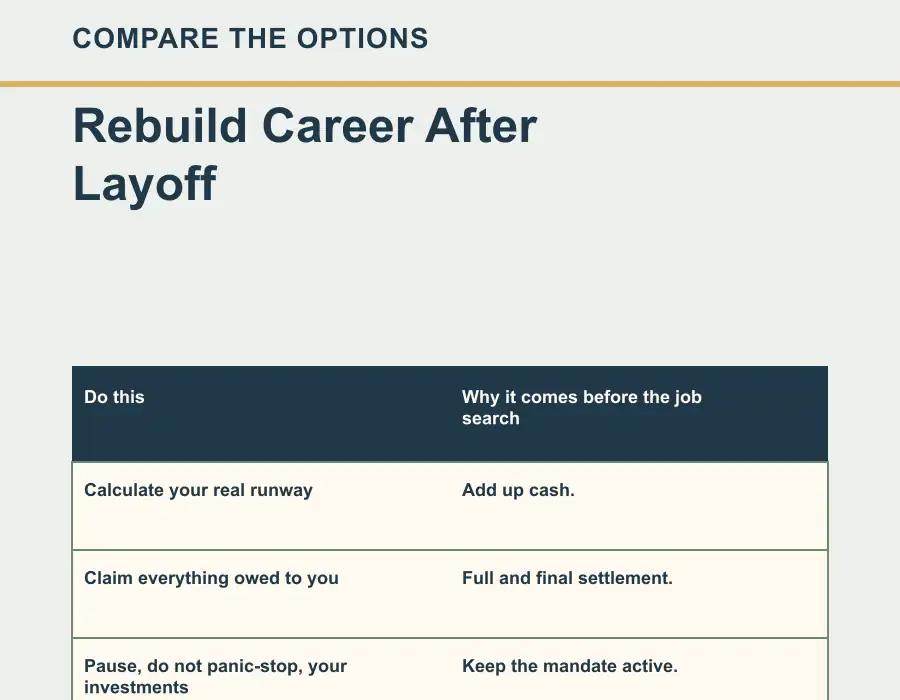 COMPARE THE OPTIONS
Rebuild Career After
Layoff
Do this
Why it comes before the job
search
Calculate your real runway
Add up cash.
Claim everything owed to you
Full and final settlement.
Pause, do not panic-stop, your
investments
Keep the mandate active.